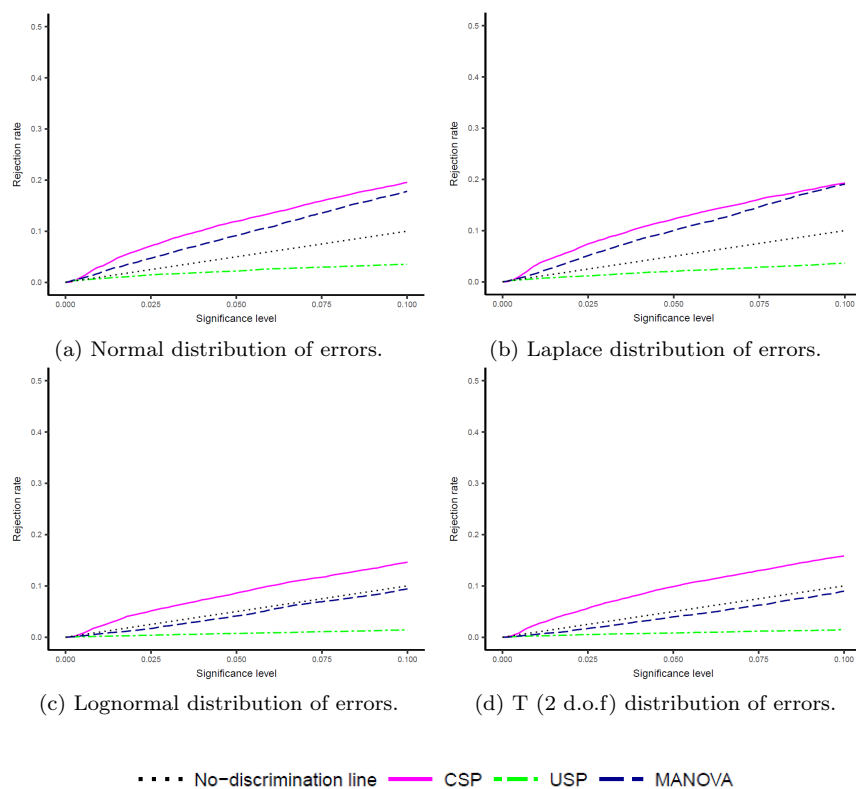 0.5
0.4
0.3
0.2
0.1
0.0
Rejection rate
0.000 0.025 0.050 0.075 0.100
Significance level
(a) Normal distribution of errors.
0.5
0.4
0.3
0.2
0.1
0.0
Rejection rate
0.000 0.025 0.050 0.075 0.100
Significance level
(b) Laplace distribution of errors.
0.5
0.4
0.3
0.2
0.1
0.0
Rejection rate
0.000 0.025 0.050 0.075 0.100
Significance level
(c) Lognormal distribution of errors.
0.5
0.4
0.3
0.2
0.1
0.0
Rejection rate
0.000 0.025 0.050 0.075 0.100
Significance level
(d) T (2 d.o.f) distribution of errors.
No−discrimination line CSP USP MANOVA